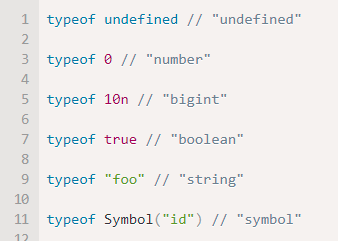 1 typeof undefined // "undefined"
2
3 typeof 0 // "number"
4
5 typeof 10n // "bigint"
6
7 typeof true // "boolean"
8
9 typeof "foo" // "string"
10
11 typeof Symbol("id") // "symbol"
12